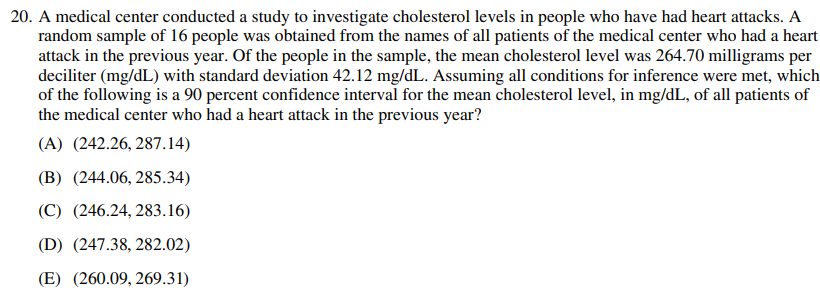 20. A medical center conducted a study to investigate cholesterol levels in people who have had heart attacks. A
random sample of 16 people was obtained from the names of all patients of the medical center who had a heart
attack in the previous year. Of the people in the sample, the mean cholesterol level was 264.70 milligrams per
deciliter (mg/dL) with standard deviation 42.12 mg/dL. Assuming all conditions for inference were met, which
of the following is a 90 percent confidence interval for the mean cholesterol level, in mg/dL, of all patients of
the medical center who had a heart attack in the previous year?
(A) (242.26, 287.14)
(B) (244.06, 285.34)
(C) (246.24, 283.16)
(D) (247.38, 282.02)
(E) (260.09, 269.31)